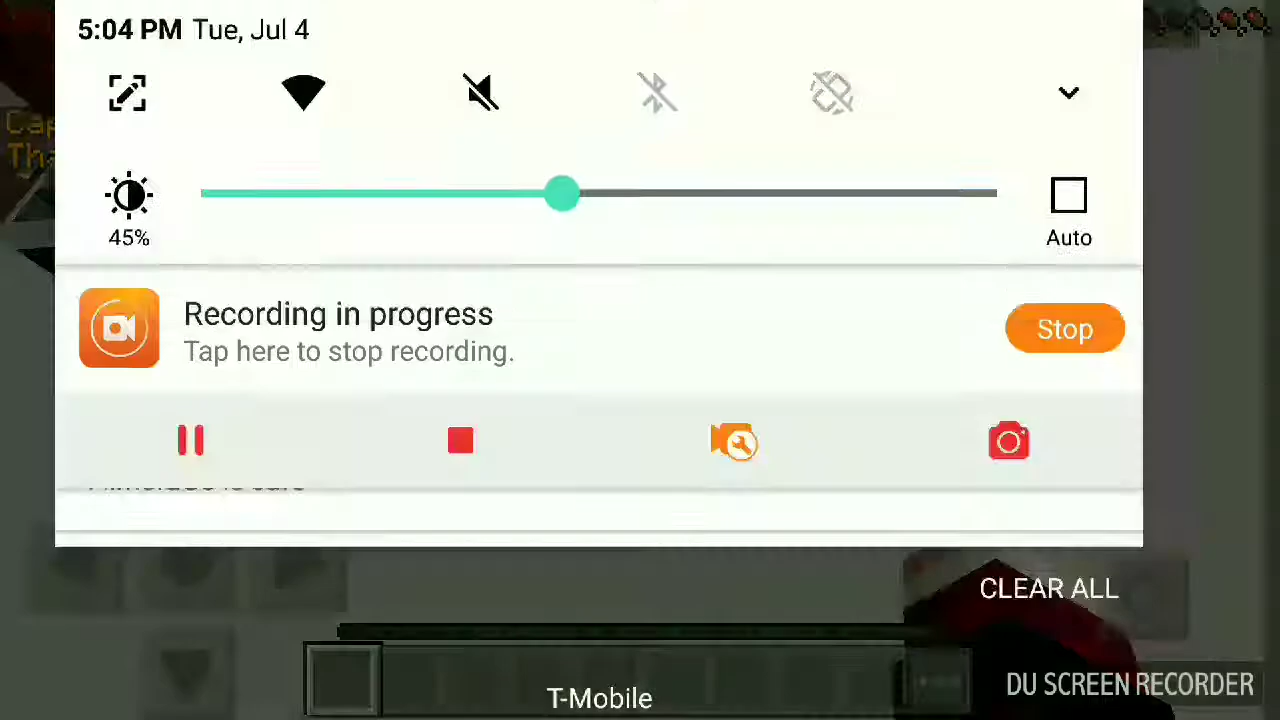 5:04 PM Tue, Jul 4
45%
Auto
Recording in progress
Tap here to stop recording.
Stop
CLEAR ALL
T-Mobile
DU SCREEN RECORDER